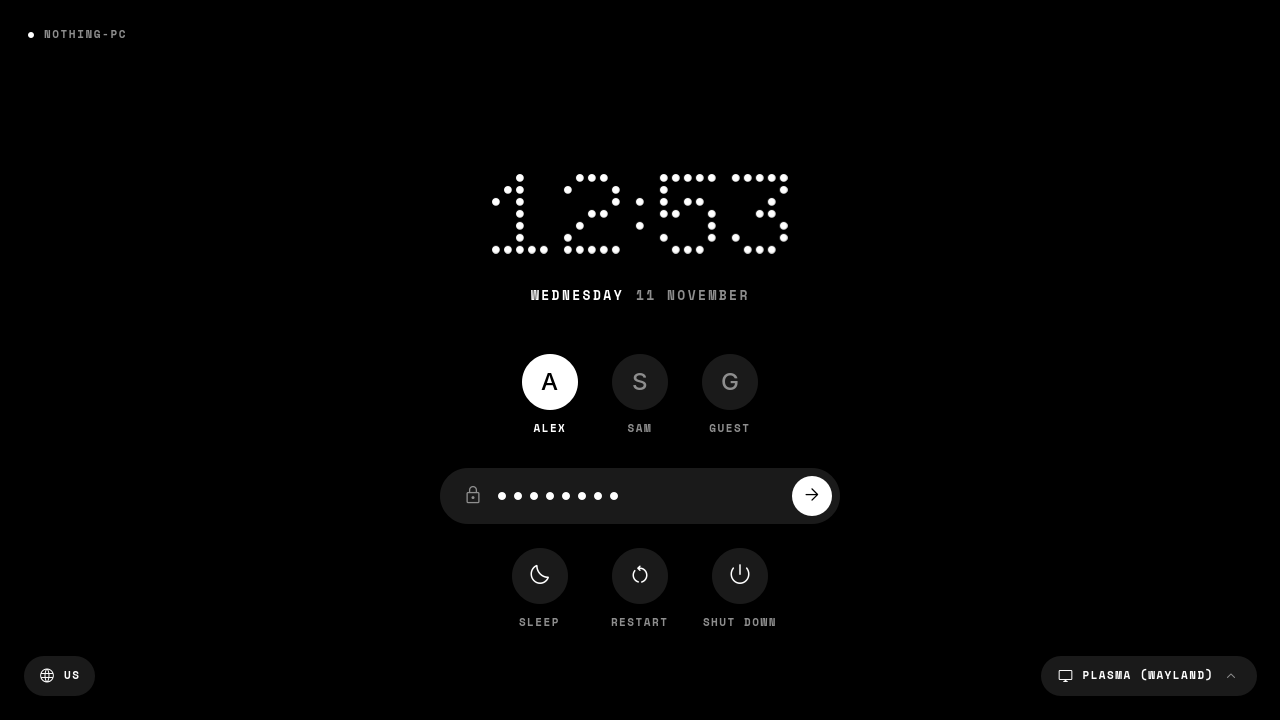 NOTHING-PC
12:53
WEDNESDAY 11 NOVEMBER
A S G
ALEX SAM GUEST
SLEEP RESTART SHUT DOWN
US PLASMA (WAYLAND)